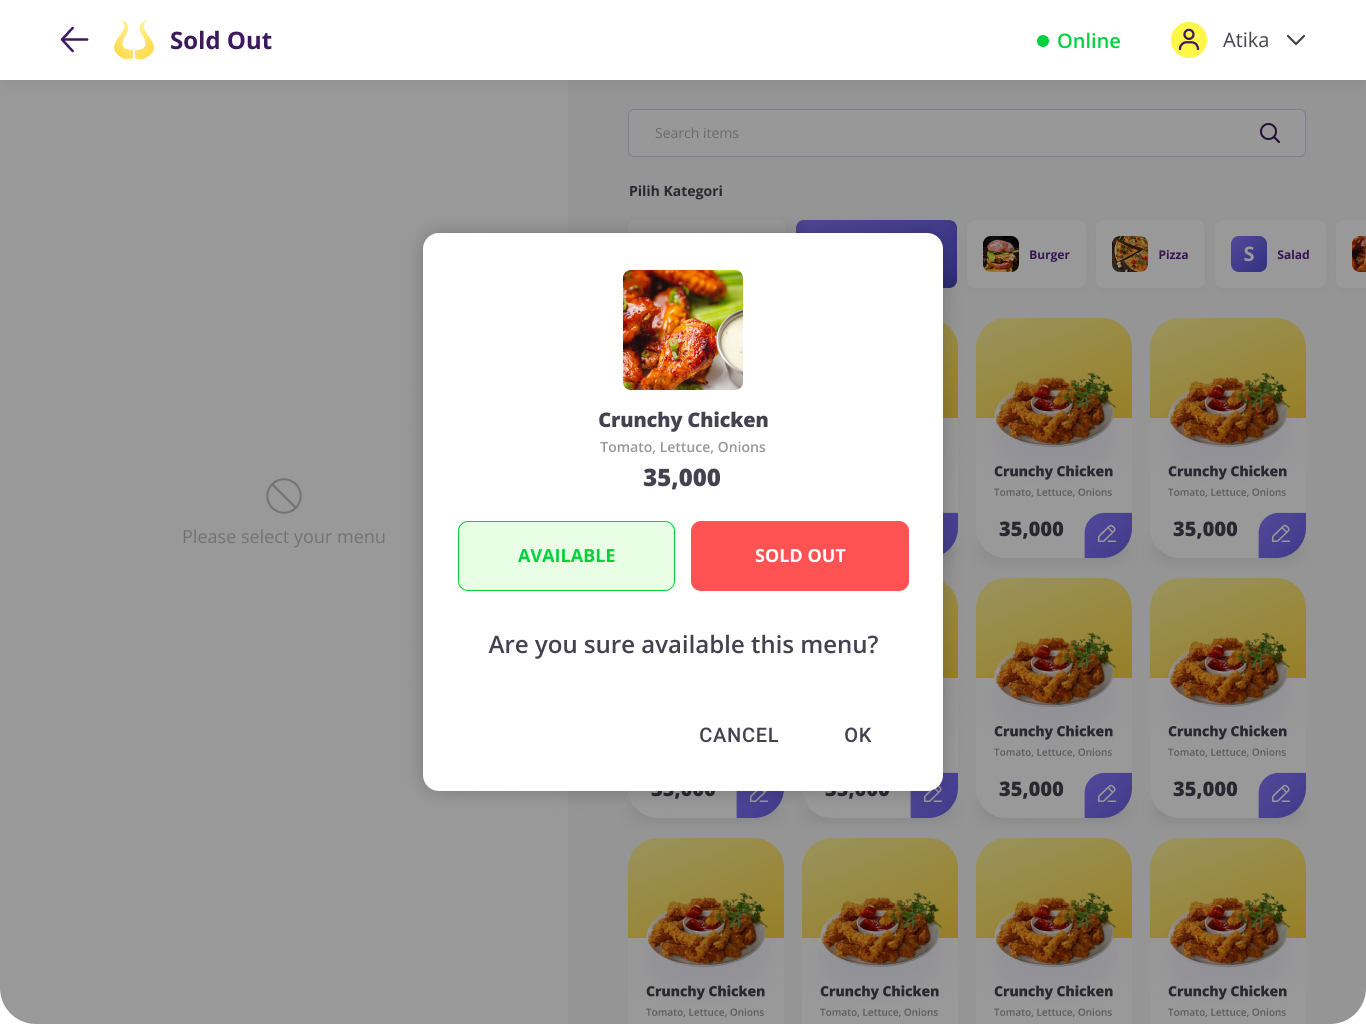 Sold Out
Online
Atika
Search items
Pilih Kategori
Burger
Pizza
S
Salad
Please select your menu
Crunchy Chicken
Tomato, Lettuce, Onions
35,000
AVAILABLE
SOLD OUT
Are you sure available this menu?
CANCEL
OK
Crunchy Chicken
Tomato, Lettuce, Onions
35,000
Crunchy Chicken
Tomato, Lettuce, Onions
35,000
35,000
35,000
Crunchy Chicken
Tomato, Lettuce, Onions
35,000
Crunchy Chicken
Tomato, Lettuce, Onions
35,000
Crunchy Chicken
Tomato, Lettuce, Onions
Crunchy Chicken
Tomato, Lettuce, Onions
Crunchy Chicken
Tomato, Lettuce, Onions
Crunchy Chicken
Tomato, Lettuce, Onions